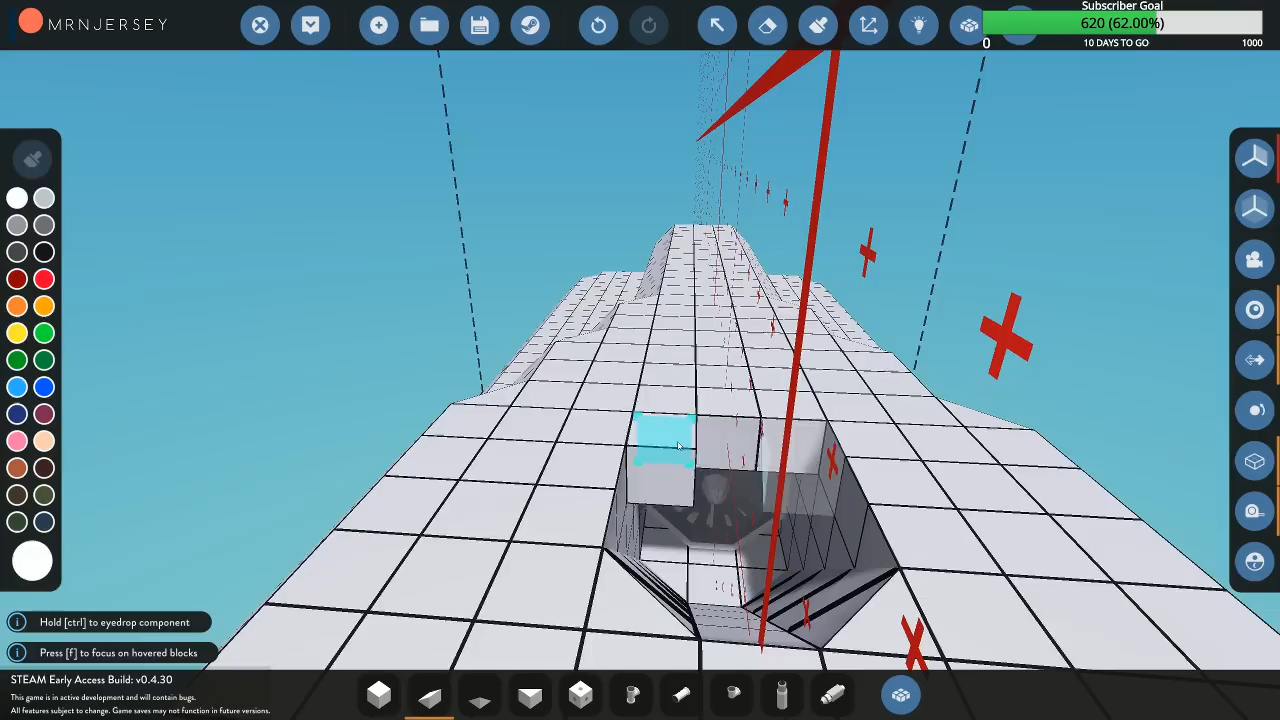 MRNJERSEY
Subscriber Goal
620 (62.00%)
0
10 DAYS TO GO
1000
Hold [ctrl] to eyedrop component
Press [f] to focus on hovered blocks
STEAM Early Access Build: v0.4.30
This game is in active development and will contain bugs.
All features subject to change. Game saves may not function in future versions.